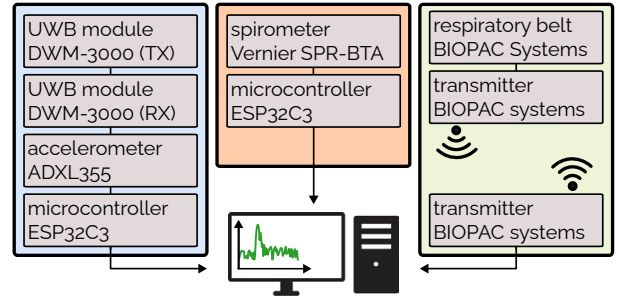 UWB module
DWM-3000 (TX)
UWB module
DWM-3000 (RX)
accelerometer
ADXL355
microcontroller
ESP32C3
spirometer
Vernier SPR-BTA
microcontroller
ESP32C3
respiratory belt
BIOPAC Systems
transmitter
BIOPAC systems
transmitter
BIOPAC systems